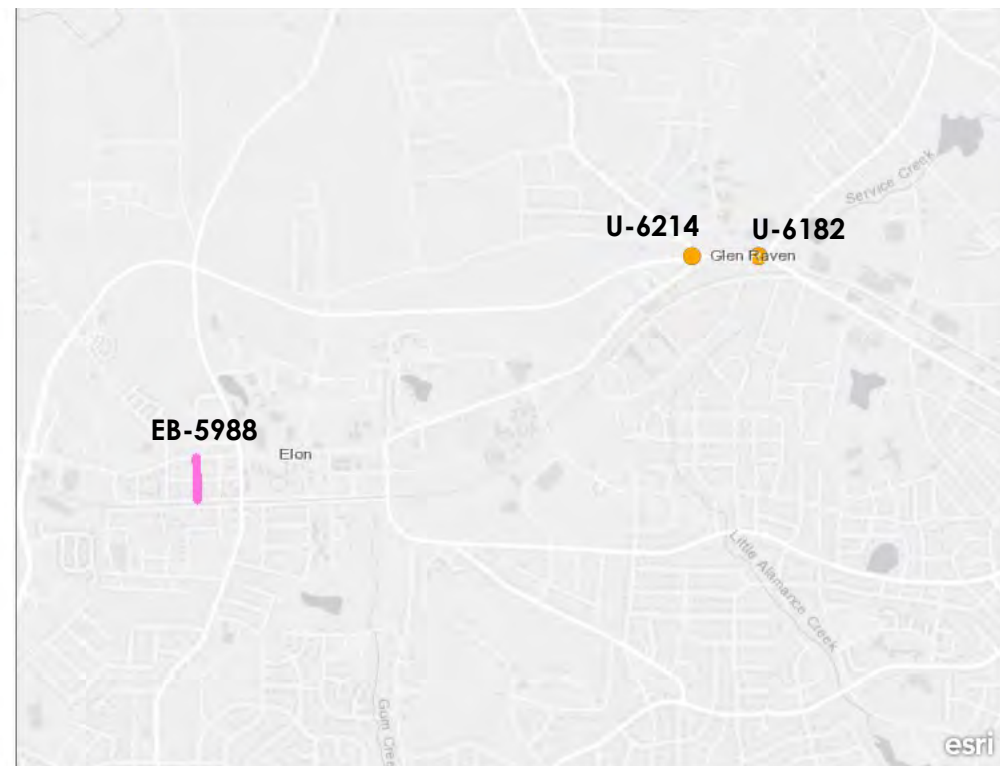 Service Creek
U-6214
U-6182
Glen Raven
EB-5988
Elon
Little Alamance Creek
Gum Cree
esri